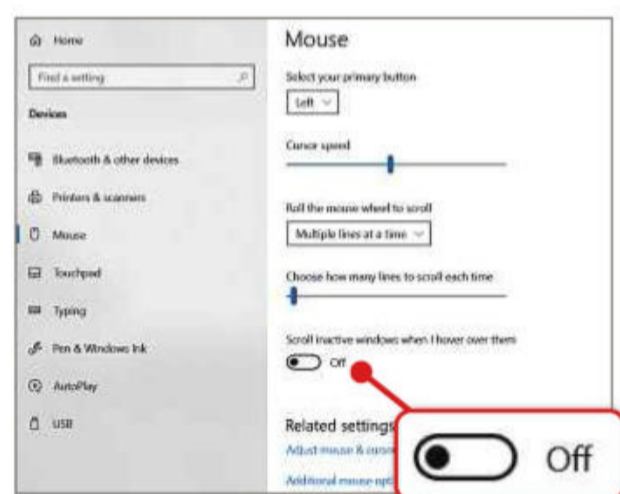 Home
Find a setting
Devices
Bluetooth & other devices
Printers & scanners
Mouse
Touchpad
Typing
Pen & Windows Ink
AutoPlay
USB
Mouse
Select your primary button
Left
Cursor speed
Roll the mouse wheel to scroll
Multiple lines at a time
Choose how many lines to scroll each time
Scroll inactive windows when I hover over them
Off
Related settings
Adjust mouse &
Additional mouse
Off